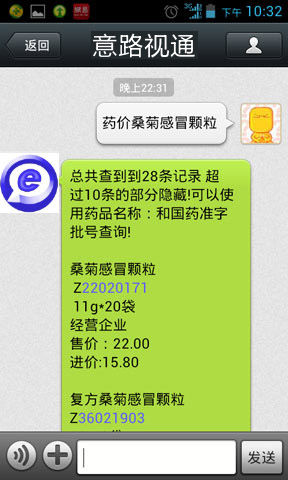 3G
下午 10:32
返回
意路视通
晚上22:31
药价桑菊感冒颗粒
e
总共查到到28条记录 超
过10条的部分隐藏!可以使
用药品名称：和国药准字
批号查询!
桑菊感冒颗粒
Z22020171
11g*20袋
经营企业
售价：22.00
进价:15.80
复方桑菊感冒颗粒
Z36021903
发送